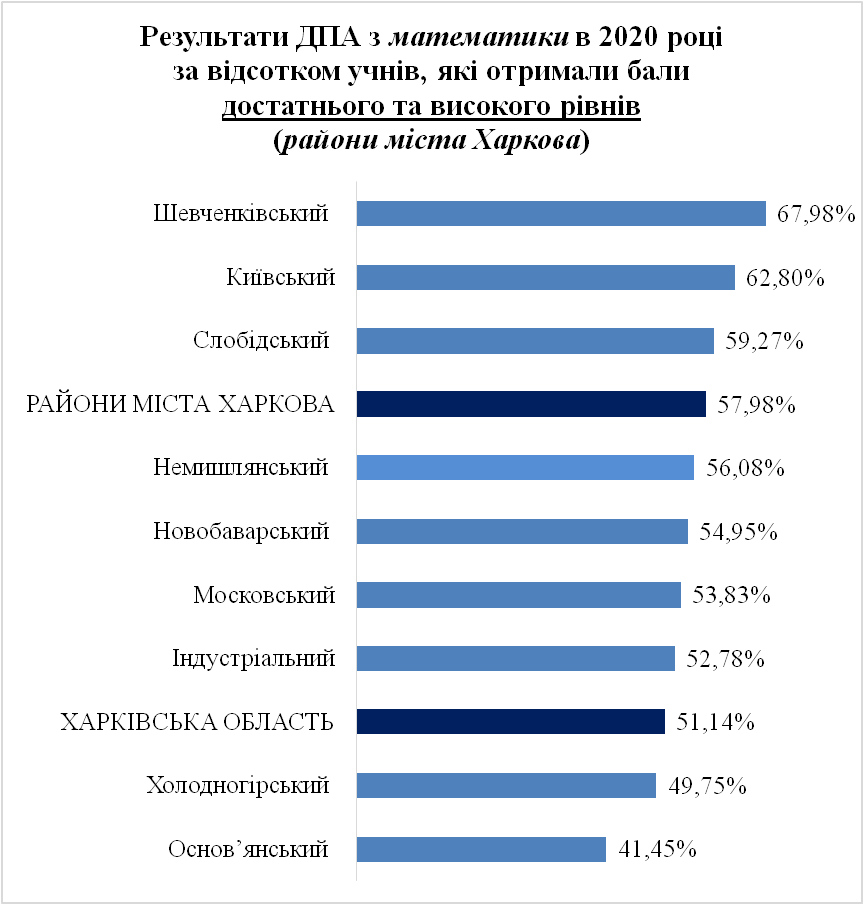 Результати ДПА з математики в 2020 році
за відсотком учнів, які отримали бали
достатнього та високого рівнів
(райони міста Харкова)
Шевченківський 67,98%
Київський 62,80%
Слобідський 59,27%
РАЙОНИ МІСТА ХАРКОВА 57,98%
Немишлянський 56,08%
Новобаварський 54,95%
Московський 53,83%
Індустріальний 52,78%
ХАРКІВСЬКА ОБЛАСТЬ 51,14%
Холодногірський 49,75%
Основ’янський 41,45%